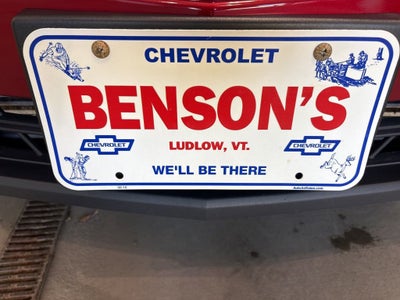 CHEVROLET
BENSON'S
CHEVROLET
LUDLOW, VT.
CHEVROLET
WE'LL BE THERE